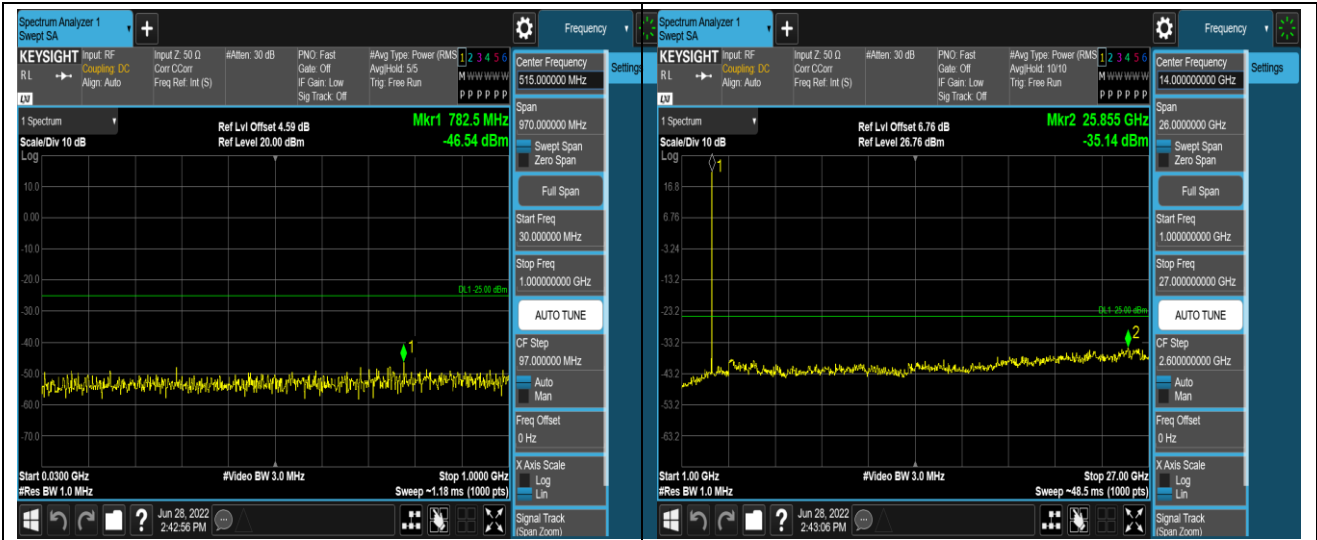 Spectrum Analyzer 1
Swept SA
Frequency
Settings
KEYSIGHT
RL
LXI
Input: RF
Coupling: DC
Align: Auto
Input Z: 50 Ω
Corr CCorr
Freq Ref: Int (S)
#Atten: 30 dB
PNO: Fast
Gate: Off
IF Gain: Low
Sig Track: Off
#Avg Type: Power (RMS
Avg|Hold: 5/5
Trig: Free Run
1 2 3 4 5 6
M W W W W W
P P P P P P
1 Spectrum
Scale/Div 10 dB
Log
Ref Lvl Offset 4.59 dB
Ref Level 20.00 dBm
Mkr1 782.5 MHz
-46.54 dBm
10.0
0.00
-10.0
-20.0
DL1 -25.00 dBm
-30.0
-40.0
1
-50.0
-60.0
-70.0
Start 0.0300 GHz
#Res BW 1.0 MHz
#Video BW 3.0 MHz
Stop 1.0000 GHz
Sweep ~1.18 ms (1000 pts)
Jun 28, 2022
2:42:56 PM
Center Frequency
515.000000 MHz
Span
970.000000 MHz
Swept Span
Zero Span
Full Span
Start Freq
30.000000 MHz
Stop Freq
1.000000000 GHz
AUTO TUNE
CF Step
97.000000 MHz
Auto
Man
Freq Offset
0 Hz
X Axis Scale
Log
Lin
Signal Track
(Span Zoom)
Spectrum Analyzer 1
Swept SA
Frequency
Settings
KEYSIGHT
RL
LXI
Input: RF
Coupling: DC
Align: Auto
Input Z: 50 Ω
Corr CCorr
Freq Ref: Int (S)
#Atten: 30 dB
PNO: Fast
Gate: Off
IF Gain: Low
Sig Track: Off
#Avg Type: Power (RMS
Avg|Hold: 10/10
Trig: Free Run
1 2 3 4 5 6
M W W W W W
P P P P P P
1 Spectrum
Scale/Div 10 dB
Log
Ref Lvl Offset 6.76 dB
Ref Level 26.76 dBm
Mkr2 25.855 GHz
-35.14 dBm
1
16.8
6.76
-3.24
-13.2
-23.2
DL1 -25.00 dBm
2
-33.2
-43.2
-53.2
-63.2
Start 1.00 GHz
#Res BW 1.0 MHz
#Video BW 3.0 MHz
Stop 27.00 GHz
Sweep ~48.5 ms (1000 pts)
Jun 28, 2022
2:43:06 PM
Center Frequency
14.000000000 GHz
Span
26.0000000 GHz
Swept Span
Zero Span
Full Span
Start Freq
1.000000000 GHz
Stop Freq
27.000000000 GHz
AUTO TUNE
CF Step
2.600000000 GHz
Auto
Man
Freq Offset
0 Hz
X Axis Scale
Log
Lin
Signal Track
(Span Zoom)